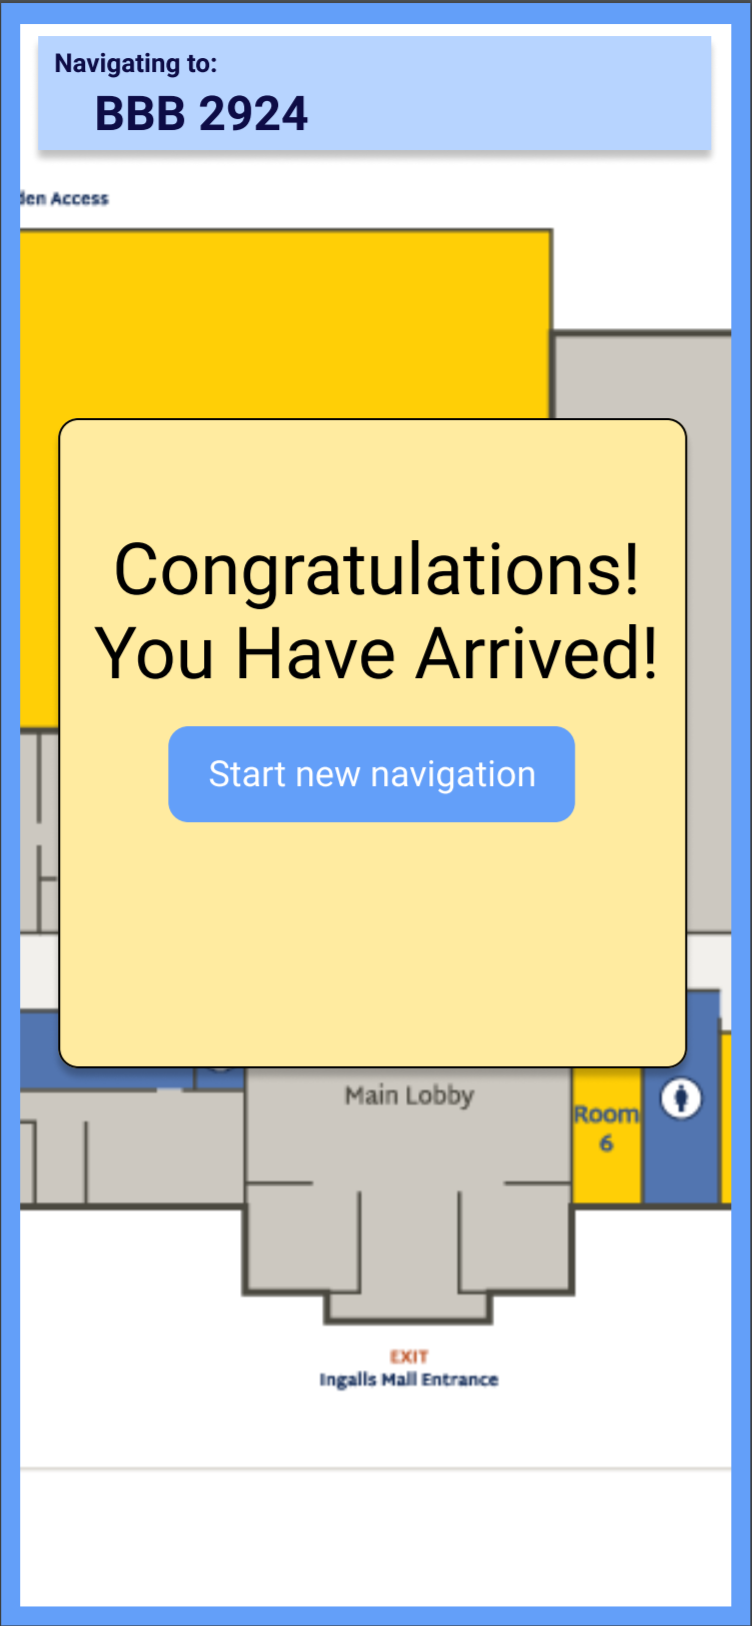 Navigating to:
BBB 2924
den Access
Congratulations!
You Have Arrived!
Start new navigation
Main Lobby
Room
6
EXIT
Ingalls Mall Entrance